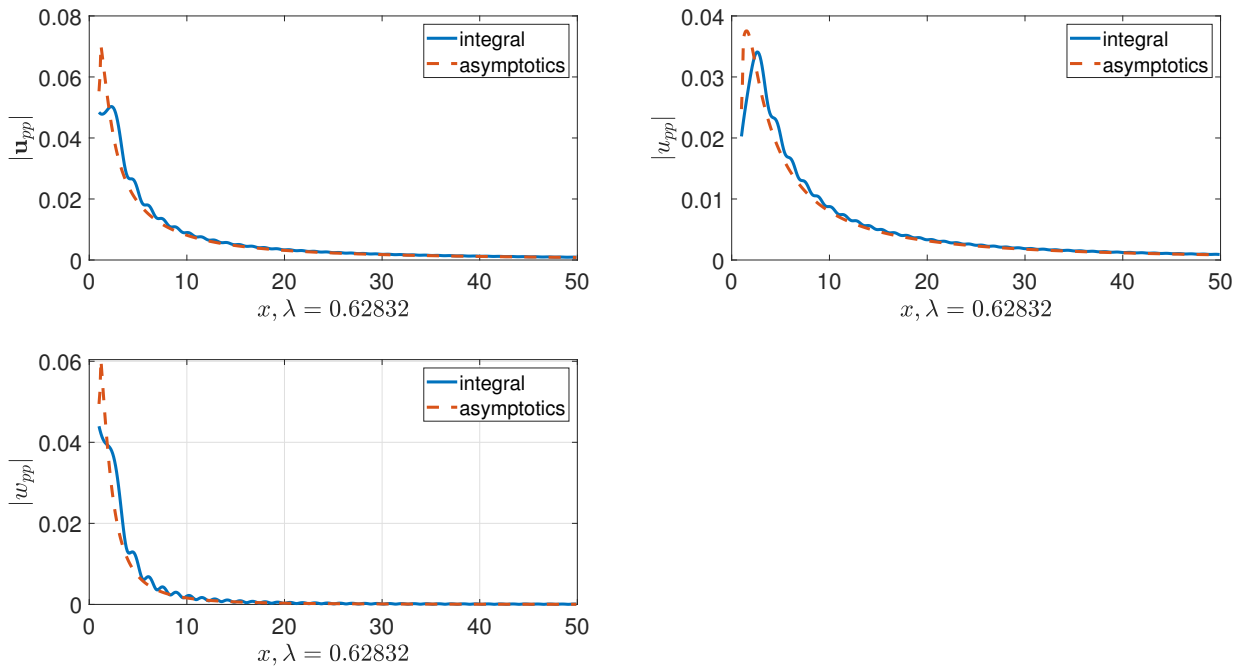 0.08
0.06
0.04
0.02
0
|u_pp|
integral
asymptotics
0 10 20 30 40 50
x, λ = 0.62832
0.04
0.03
0.02
0.01
0
|u_pp|
integral
asymptotics
0 10 20 30 40 50
x, λ = 0.62832
0.06
0.04
0.02
0
|w_pp|
integral
asymptotics
0 10 20 30 40 50
x, λ = 0.62832